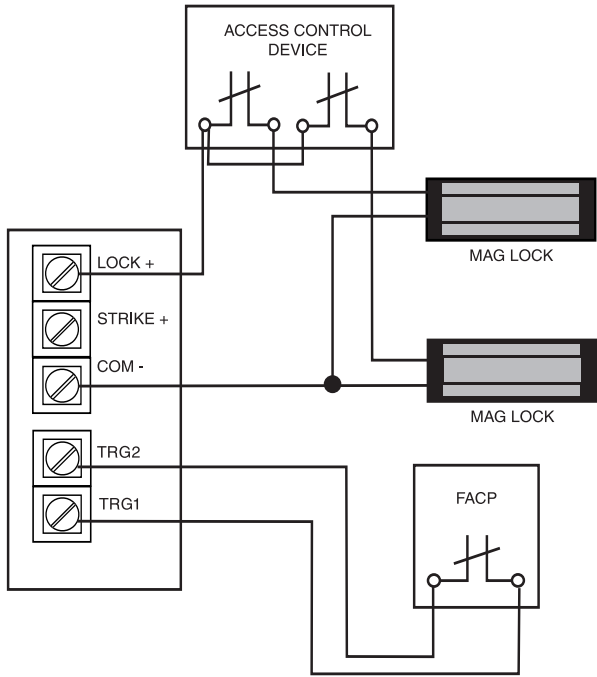 ACCESS CONTROL
DEVICE
MAG LOCK
LOCK +
STRIKE +
COM -
MAG LOCK
TRG2
TRG1
FACP